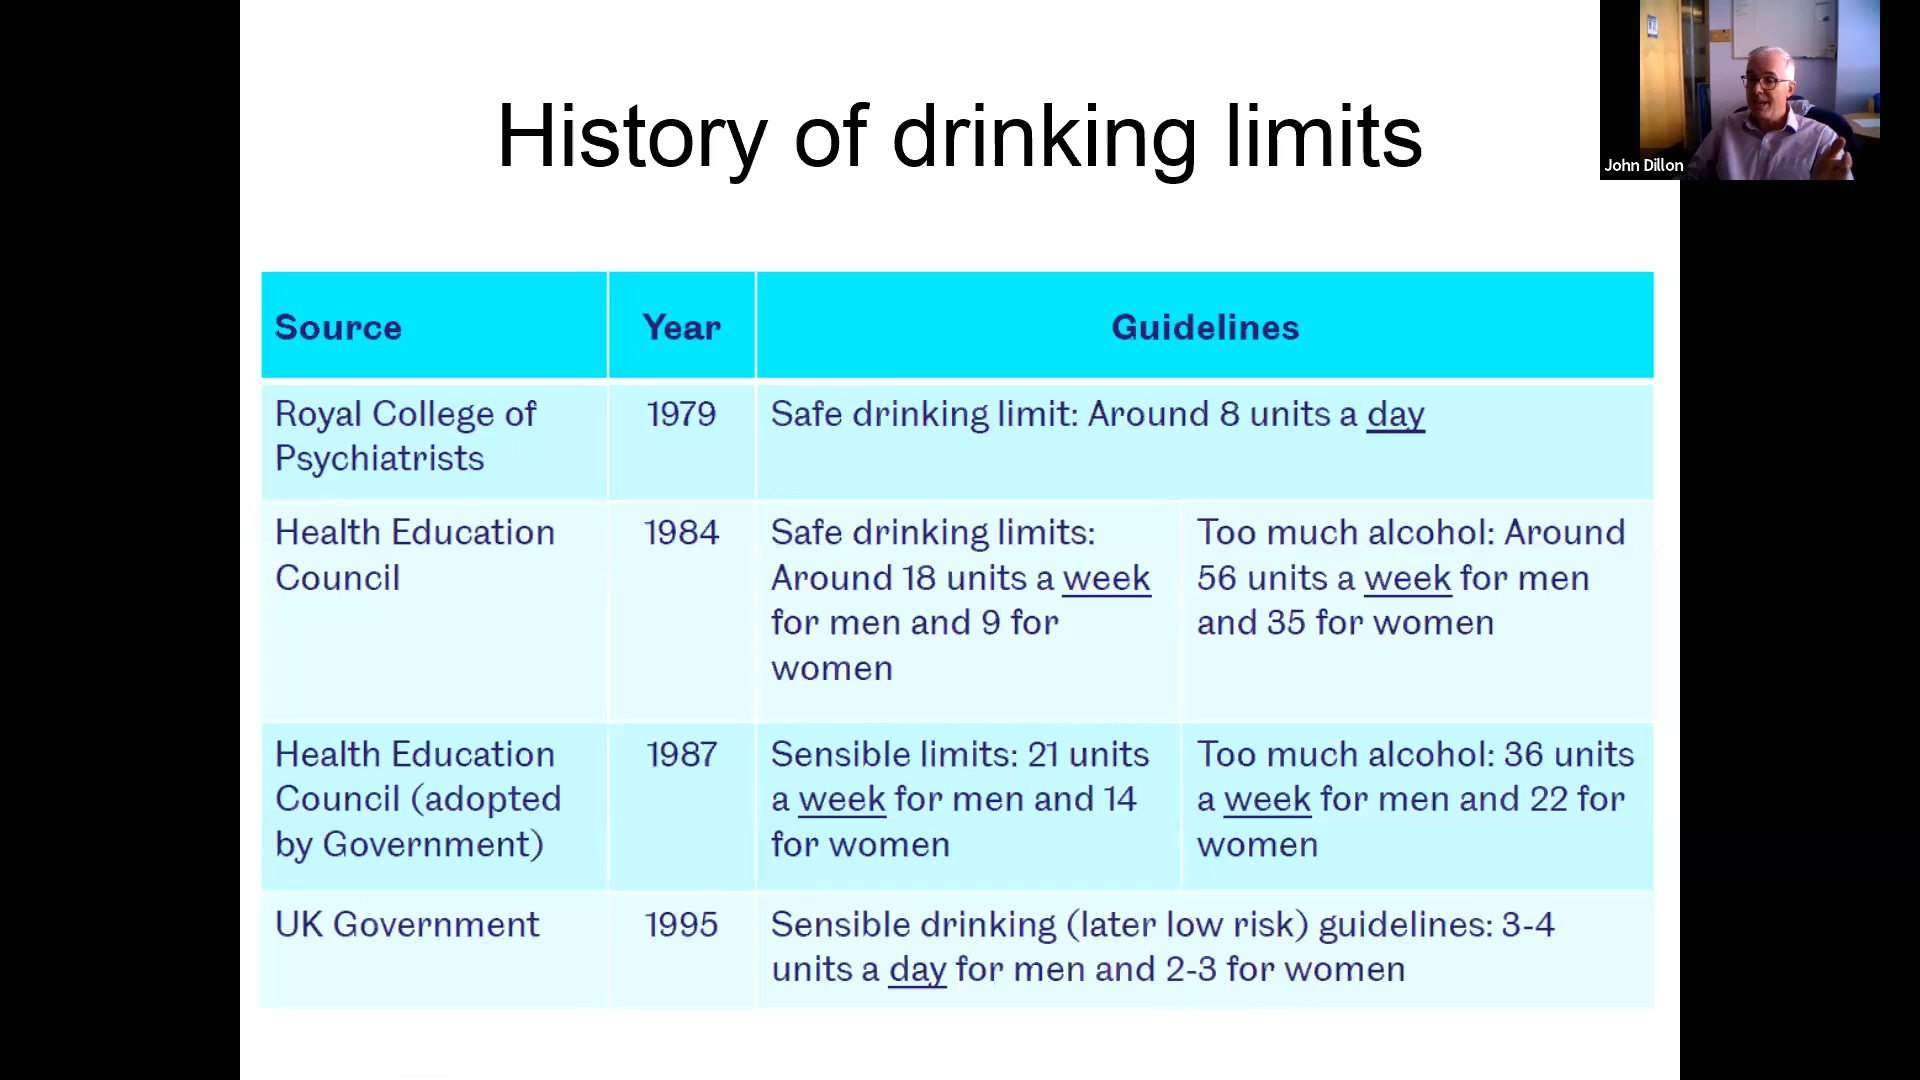 History of drinking limits
John Dillon
Source Year Guidelines
Royal College of
Psychiatrists
1979
Safe drinking limit: Around 8 units a day
Health Education
Council
1984
Safe drinking limits:
Around 18 units a week
for men and 9 for
women
Too much alcohol: Around
56 units a week for men
and 35 for women
Health Education
Council (adopted
by Government)
1987
Sensible limits: 21 units
a week for men and 14
for women
Too much alcohol: 36 units
a week for men and 22 for
women
UK Government
1995
Sensible drinking (later low risk) guidelines: 3-4
units a day for men and 2-3 for women